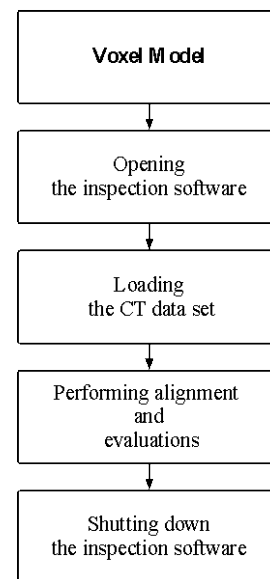 Voxel Model
Opening
the inspection software
Loading
the CT data set
Performing alignment
and
evaluations
Shutting down
the inspection software